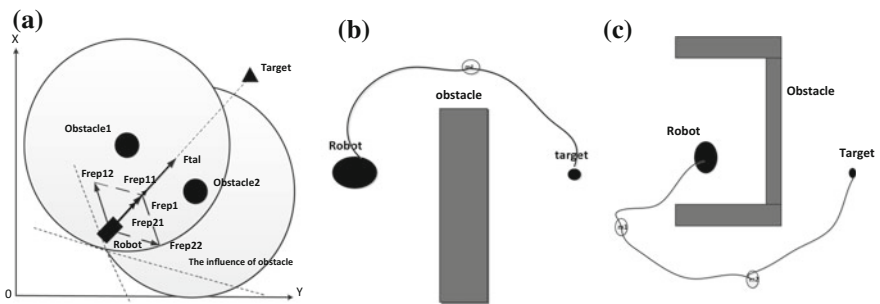 (a)
X
Target
Obstacle1
Ftal
Frep12
Frep11
Obstacle2
Frep1
Frep21
Robot
Frep22
The influence of obstacle
0
Y
(b)
obstacle
Robot
target
(c)
Obstacle
Robot
Target